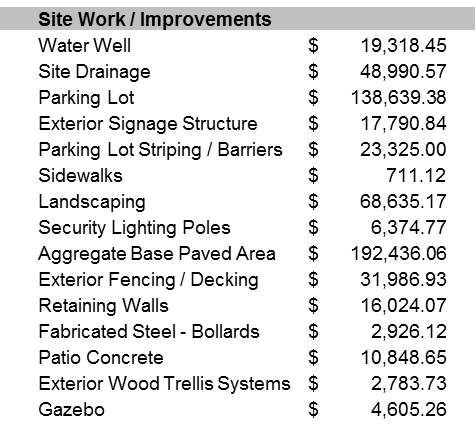 Site Work / Improvements
Water Well $ 19,318.45
Site Drainage $ 48,990.57
Parking Lot $ 138,639.38
Exterior Signage Structure $ 17,790.84
Parking Lot Striping / Barriers $ 23,325.00
Sidewalks $ 711.12
Landscaping $ 68,635.17
Security Lighting Poles $ 6,374.77
Aggregate Base Paved Area $ 192,436.06
Exterior Fencing / Decking $ 31,986.93
Retaining Walls $ 16,024.07
Fabricated Steel - Bollards $ 2,926.12
Patio Concrete $ 10,848.65
Exterior Wood Trellis Systems $ 2,783.73
Gazebo $ 4,605.26